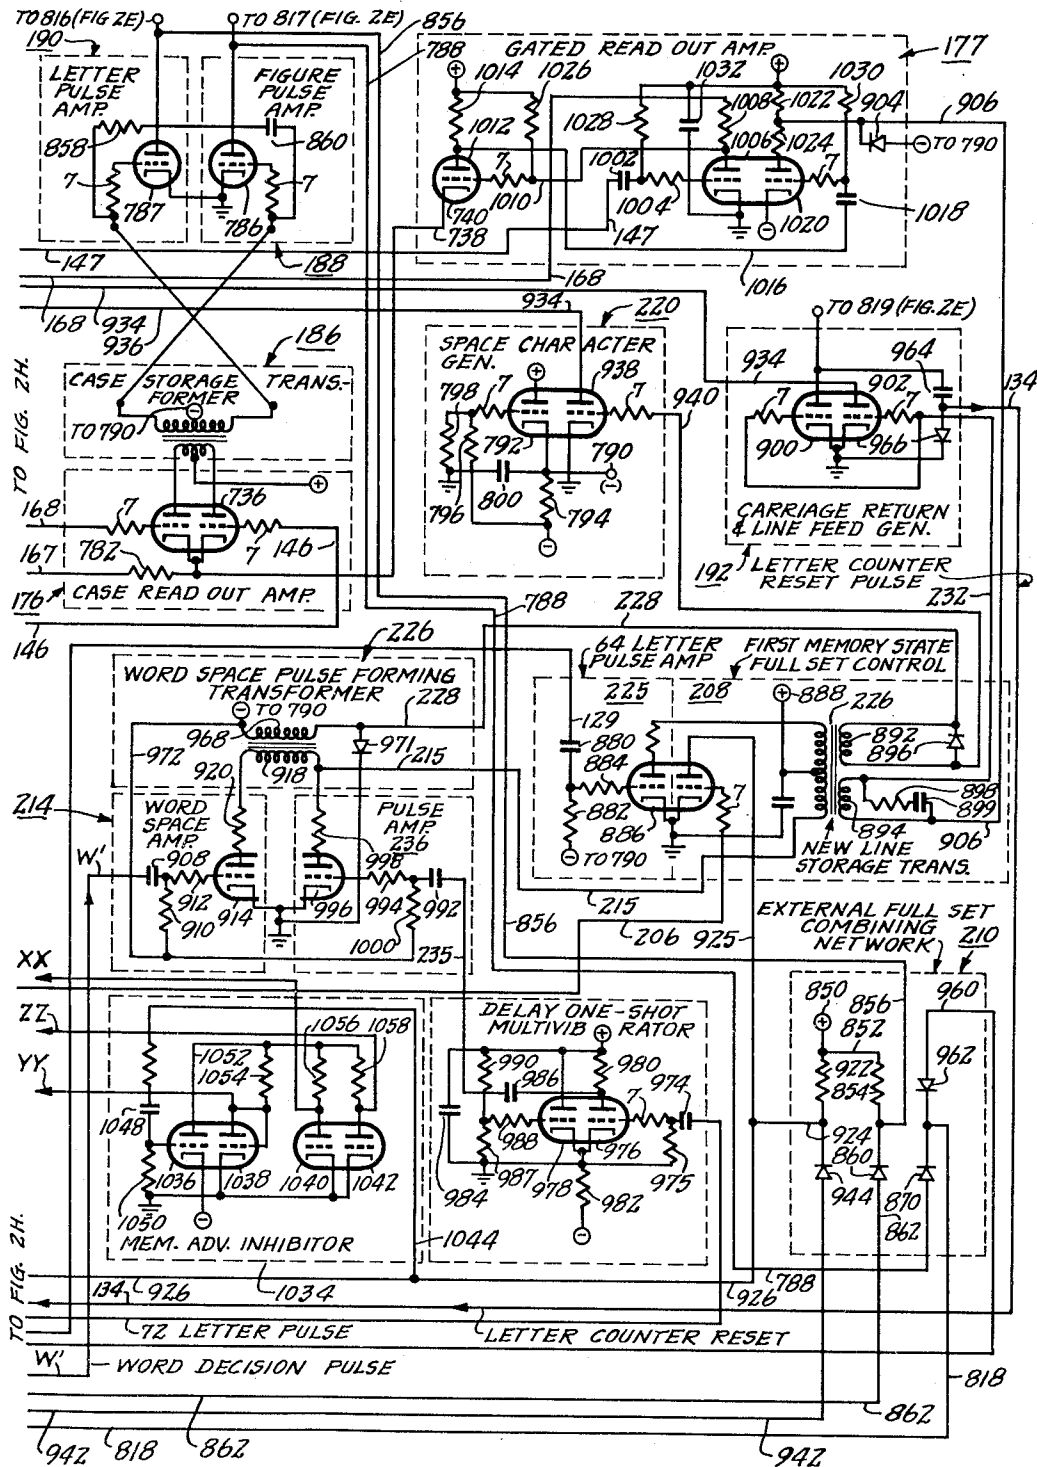 TO 816 (FIG 2E) TO 817 (FIG. 2E) 856
190 788 GATED READ OUT AMP. 177
LETTER PULSE AMP. FIGURE PULSE AMP. 1014 1026 1032 1030
858 860 1012 1028 1008 1022 904 906
1002 1006 1024 TO 790
7 787 786 7 7 740 1010 1004 7 1020 1018
738 147
147 188 168 1016
168 934 936 934 220 TO 819 (FIG. 2E)
186 SPACE CHARACTER GEN. 934 902 964 134
CASE STORAGE TRANS-
FORMER
TO 790 798 7 938 7 940 7 7
792 790 900 966
(-)
800 796 794
TO FIG. 2H.
168 7 736 7 146
167 782
CARRIAGE RETURN
& LINE FEED GEN.
176 CASE READ OUT AMP. 192 LETTER COUNTER
RESET PULSE
146 788 228 232
226 64 LETTER
PULSE AMP FIRST MEMORY STATE
FULL SET CONTROL
WORD SPACE PULSE FORMING
TRANSFORMER
225 208
TO 790 228 888 226
972 968 971 129 892
920 918 215 880 896
884 898
214 WORD
SPACE
AMP. PULSE
AMP.
236 882 7 899
886 894 906
W' 908 998 TO 790 NEW LINE
STORAGE TRANS.
912 914 996 994 992
910 1000 235 856 215 206 925
EXTERNAL FULL SET
COMBINING
NETWORK 210
XX
ZZ 1056 1058 DELAY ONE-SHOT
MULTIVIBRATOR 850 856 960
YY 1052 1054 990 986 980 7 974 852 962
922
854
1048 988 924
1036 1038 1040 1042 984 987 978 976 975 860 944 870
1050 982 862
MEM. ADV. INHIBITOR 1044
TO FIG. 2H.
134 926 1034 926 788
72 LETTER PULSE LETTER COUNTER RESET
W' WORD DECISION PULSE
818
862
942 818 862 942